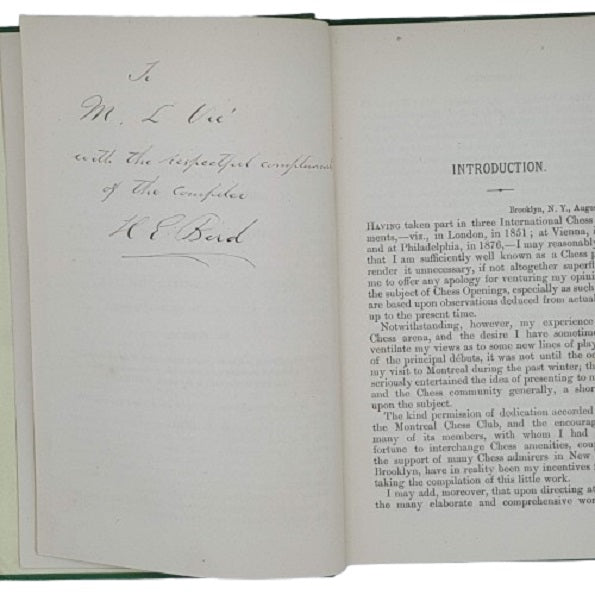 To
M. L Vié
with the respectful compliments
of the compiler
H E Bird
INTRODUCTION.
Brooklyn, N. Y., Augu
HAVING taken part in three International Chess
ments,—viz., in London, in 1851; at Vienna,
and at Philadelphia, in 1876,—I may reasonably
that I am sufficiently well known as a Chess p
render it unnecessary, if not altogether superfl
me to offer any apology for venturing my opini
the subject of Chess Openings, especially as such
are based upon observations deduced from actual
up to the present time.
Notwithstanding, however, my experience
Chess arena, and the desire I have sometim
ventilate my views as to some new lines of play
of the principal débuts, it was not until the oc
my visit to Montreal during the past winter, th
seriously entertained the idea of presenting to m
and the Chess community generally, a short
upon the subject.
The kind permission of dedication accorded
the Montreal Chess Club, and the encourag
many of its members, with whom I had
fortune to interchange Chess amenities, coup
the support of many Chess admirers in New
Brooklyn, have in reality been my incentives
taking the compilation of this little work.
I may add, moreover, that upon directing at
the many elaborate and comprehensive wor